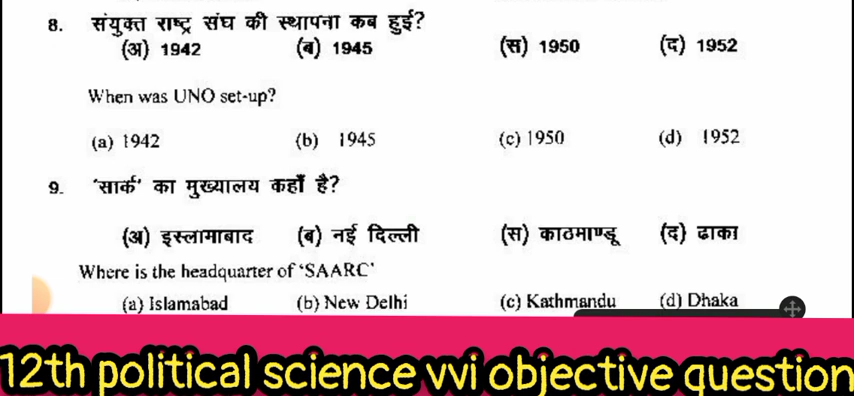 8. संयुक्त राष्ट्र संघ की स्थापना कब हुई?
(अ) 1942 (ब) 1945 (स) 1950 (द) 1952
When was UNO set-up?
(a) 1942 (b) 1945 (c) 1950 (d) 1952
9. 'सार्क' का मुख्यालय कहाँ है?
(अ) इस्लामाबाद (ब) नई दिल्ली (स) काठमाण्डू (द) ढाका
Where is the headquarter of 'SAARC'
(a) Islamabad (b) New Delhi (c) Kathmandu (d) Dhaka
12th political science vvi objective question